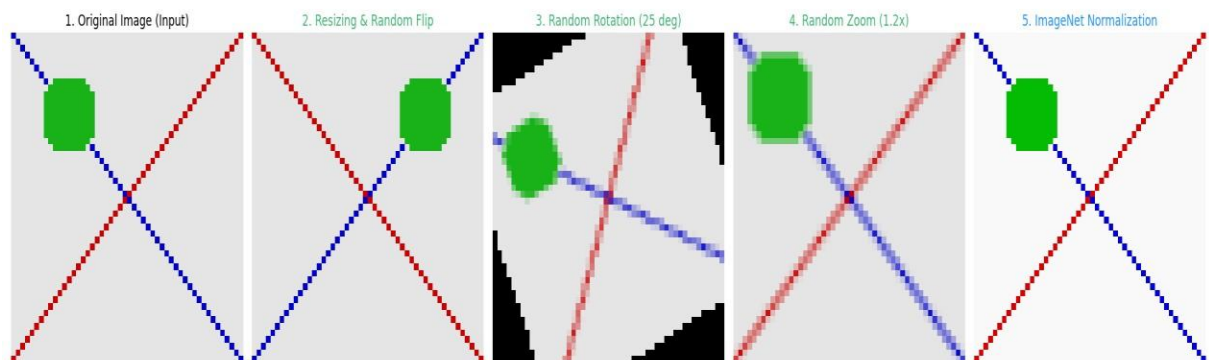 1. Original Image (Input)
2. Resizing & Random Flip
3. Random Rotation (25 deg)
4. Random Zoom (1.2x)
5. ImageNet Normalization